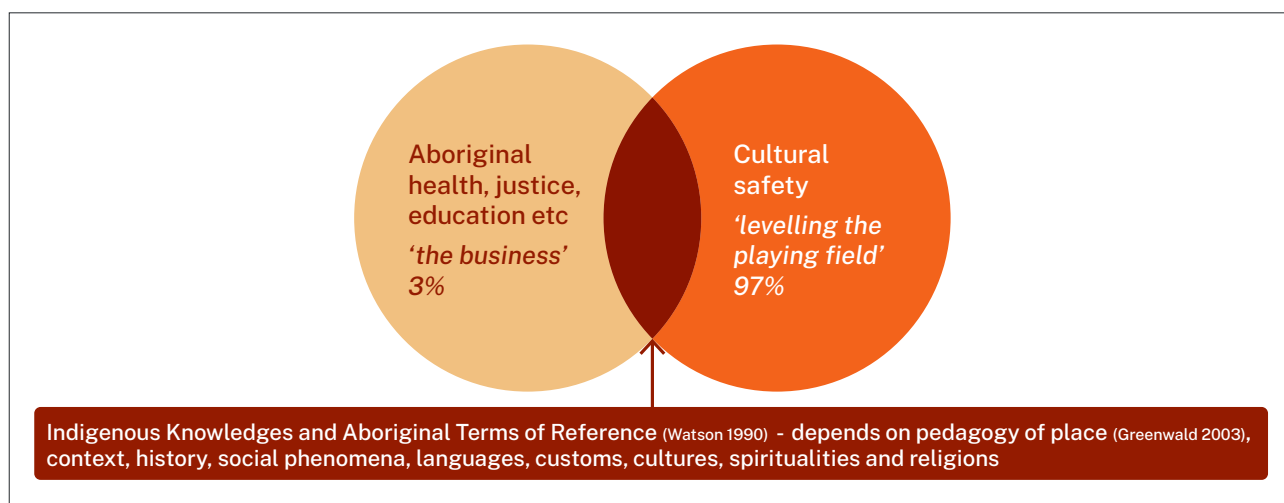 Aboriginal
health, justice,
education etc
‘the business’
3%
Cultural
safety
‘levelling the
playing field’
97%
Indigenous Knowledges and Aboriginal Terms of Reference (Watson 1990) - depends on pedagogy of place (Greenwald 2003),
context, history, social phenomena, languages, customs, cultures, spiritualities and religions